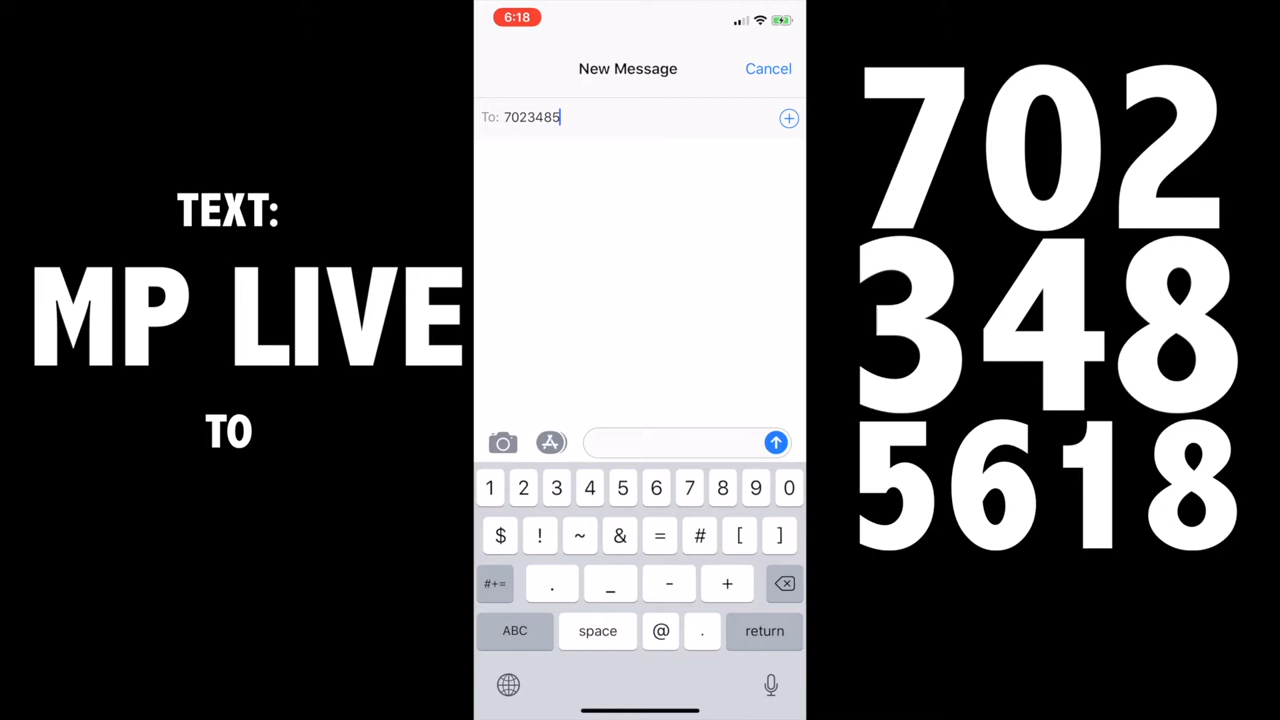 TEXT:
MP LIVE
TO
6:18
New Message
Cancel
To: 7023485
1 2 3 4 5 6 7 8 9 0
$ ! ~ & = # [ ]
#+= . _ - +
ABC space @ . return
702
348
5618